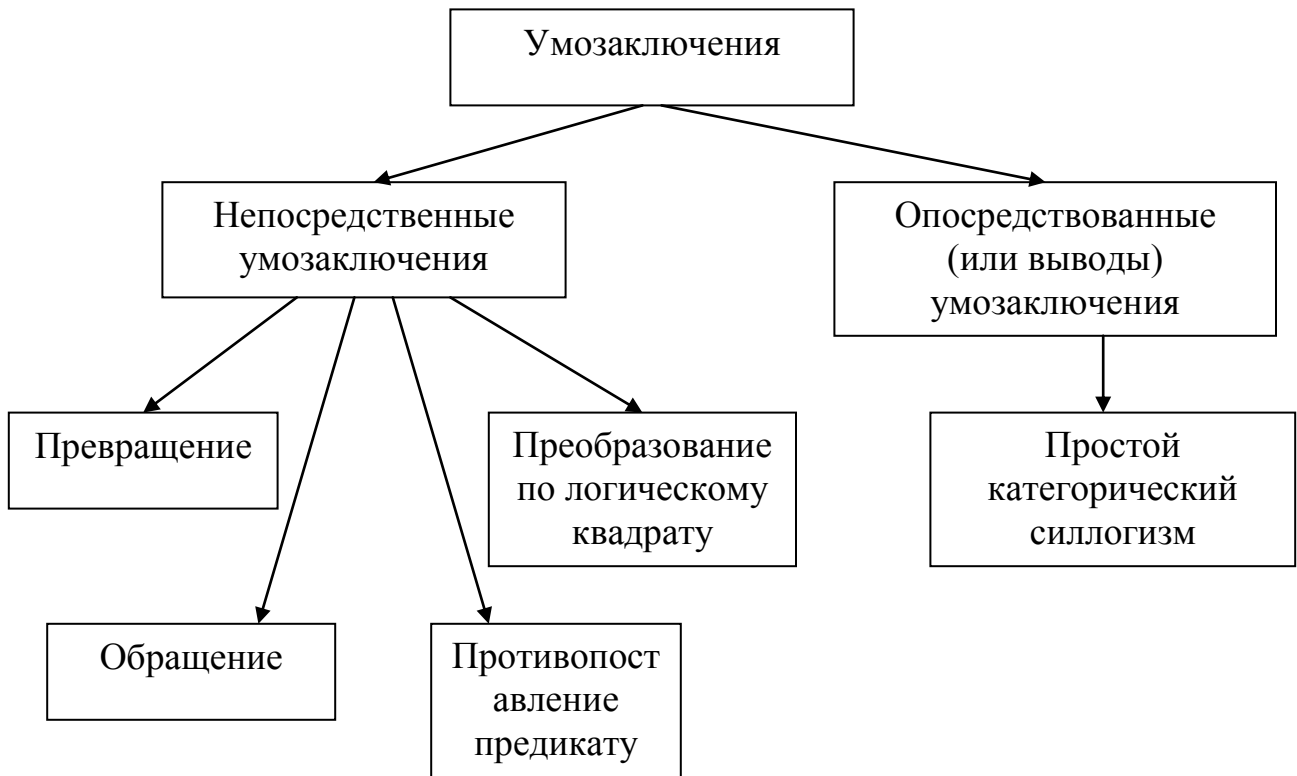 Умозаключения
Непосредственные
умозаключения
Опосредствованные
(или выводы)
умозаключения
Превращение
Преобразование
по логическому
квадрату
Простой
категорический
силлогизм
Обращение
Противопост
авление
предикату